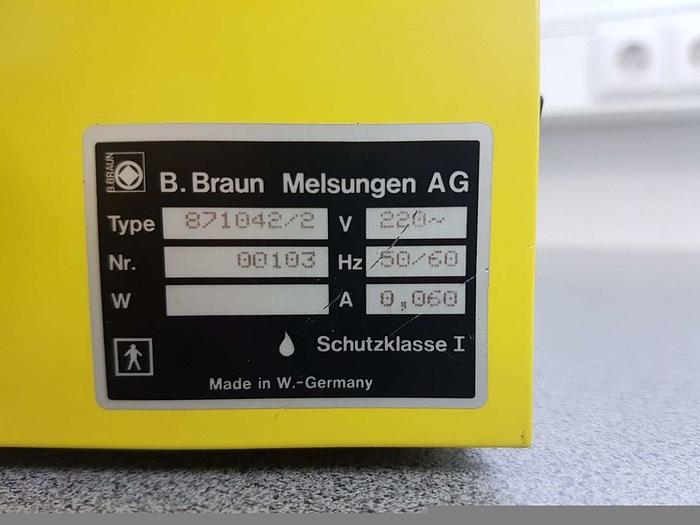 B.BRAUN
B. Braun Melsungen AG
Type 871042/2 V 220~
Nr. 00103 Hz 50/60
W A 0,060
Schutzklasse I
Made in W.-Germany